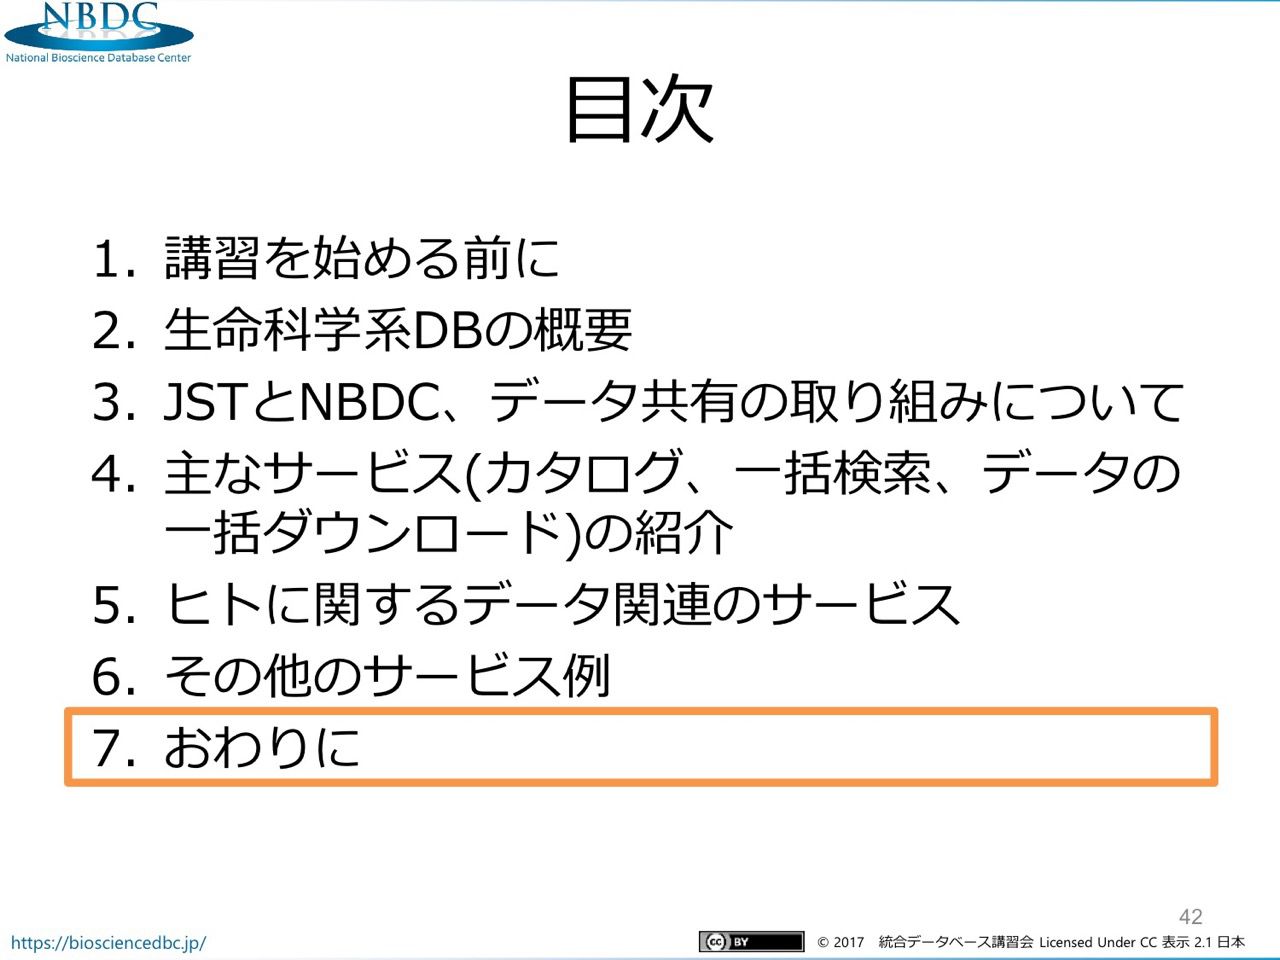 NBDC
National Bioscience Database Center
目次
1. 講習を始める前に
2. 生命科学系DBの概要
3. JSTとNBDC、データ共有の取り組みについて
4. 主なサービス(カタログ、一括検索、データの
一括ダウンロード)の紹介
5. ヒトに関するデータ関連のサービス
6. その他のサービス例
7. おわりに
42
https://biosciencedbc.jp/
cc BY
© 2017 統合データベース講習会 Licensed Under CC 表示 2.1 日本